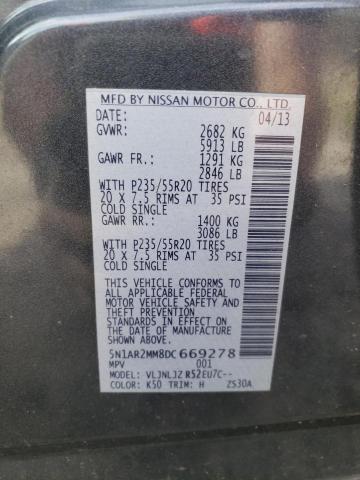 MFD BY NISSAN MOTOR CO., LTD.
DATE: 04/13
GVWR: 2682 KG
5913 LB
GAWR FR.: 1291 KG
2846 LB
WITH P235/55R20 TIRES
20 X 7.5 RIMS AT 35 PSI
COLD SINGLE
GAWR RR.: 1400 KG
3086 LB
WITH P235/55R20 TIRES
20 X 7.5 RIMS AT 35 PSI
COLD SINGLE
THIS VEHICLE CONFORMS TO
ALL APPLICABLE FEDERAL
MOTOR VEHICLE SAFETY
AND THEFT PREVENTION
STANDARDS IN EFFECT ON
THE DATE OF MANUFACTURE
SHOWN ABOVE.
5N1AR2MM8DC669278
MPV 001
MODEL: VLJNLJZ R52EU7C--
COLOR: K50 TRIM: H ZS30A